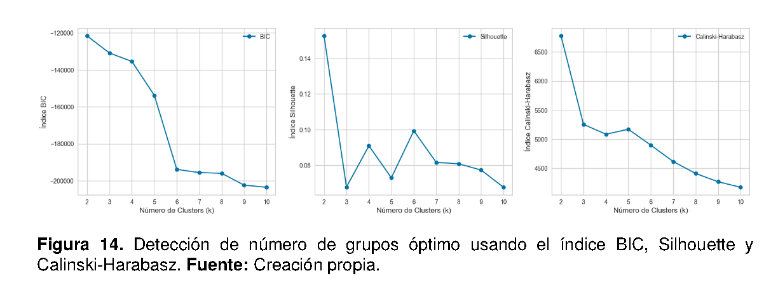 BIC
-120000
-140000
-160000
-180000
-200000
Índice BIC
2 3 4 5 6 7 8 9 10
Número de Clusters (k)
Silhouette
0.14
0.12
0.10
0.08
Índice Silhouette
2 3 4 5 6 7 8 9 10
Número de Clusters (k)
Calinski-Harabasz
6500
6000
5500
5000
4500
Índice Calinski-Harabasz
2 3 4 5 6 7 8 9 10
Número de Clusters (k)
Figura 14. Detección de número de grupos óptimo usando el índice BIC, Silhouette y
Calinski-Harabasz. Fuente: Creación propia.